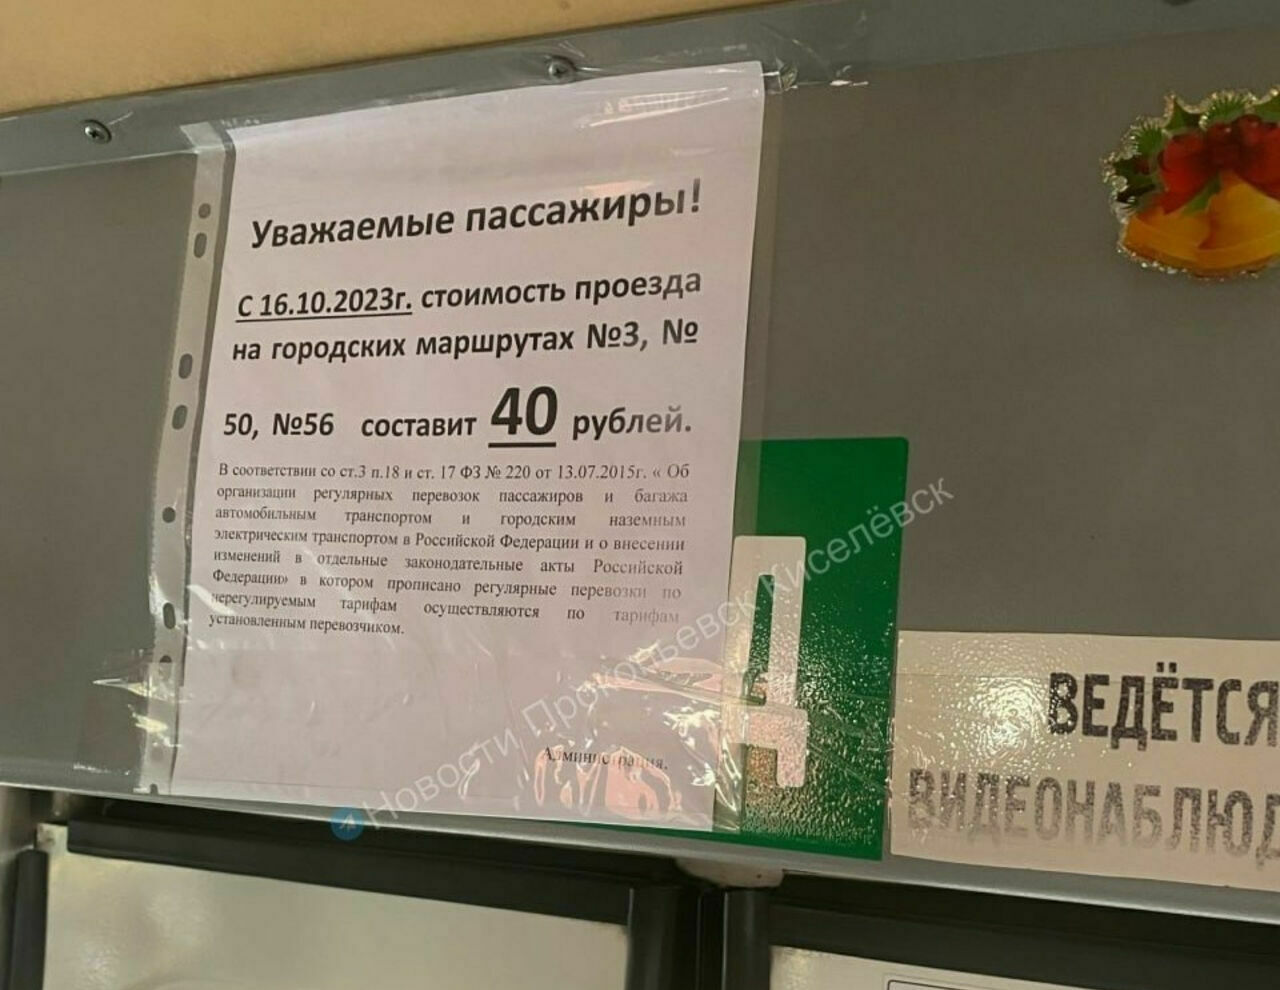 Уважаемые пассажиры!
С 16.10.2023г. стоимость проезда
на городских маршрутах №3, №
50, №56 составит 40 рублей.
В соответствии со ст.3 п.18 и ст. 17 ФЗ № 220 от 13.07.2015г. « Об
организации регулярных перевозок пассажиров и багажа
автомобильным транспортом и городским наземным
электрическим транспортом в Российской Федерации и о внесении
изменений в отдельные законодательные акты Российской
Федерации» в котором прописано регулярные перевозки по
нерегулируемым тарифам осуществляются по тарифам
установленным перевозчиком.
Администрация.
Новости Прокопьевск Киселёвск
ВЕДЁТСЯ
ВИДЕОНАБЛЮД